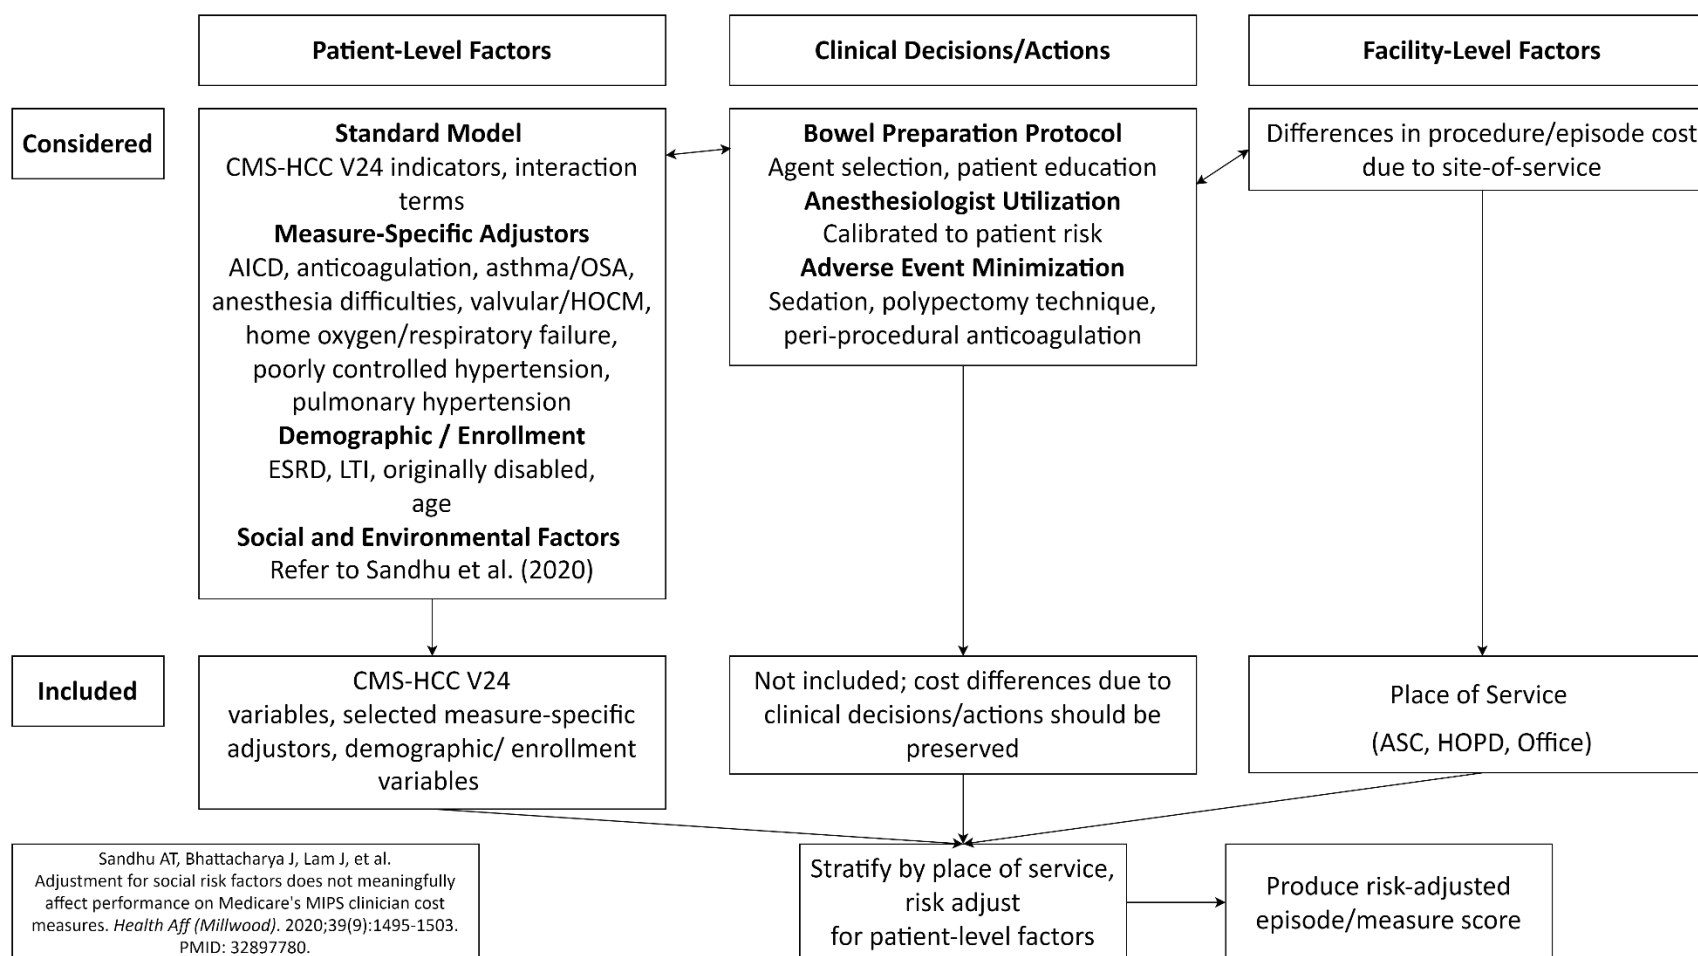 Patient-Level Factors
Clinical Decisions/Actions
Facility-Level Factors
Considered
Standard Model
CMS-HCC V24 indicators, interaction
terms
Measure-Specific Adjustors
AICD, anticoagulation, asthma/OSA,
anesthesia difficulties, valvular/HOCM,
home oxygen/respiratory failure,
poorly controlled hypertension,
pulmonary hypertension
Demographic / Enrollment
ESRD, LTI, originally disabled,
age
Social and Environmental Factors
Refer to Sandhu et al. (2020)
Bowel Preparation Protocol
Agent selection, patient education
Anesthesiologist Utilization
Calibrated to patient risk
Adverse Event Minimization
Sedation, polypectomy technique,
peri-procedural anticoagulation
Differences in procedure/episode cost
due to site-of-service
Included
CMS-HCC V24
variables, selected measure-specific
adjustors, demographic/ enrollment
variables
Not included; cost differences due to
clinical decisions/actions should be
preserved
Place of Service
(ASC, HOPD, Office)
Sandhu AT, Bhattacharya J, Lam J, et al.
Adjustment for social risk factors does not meaningfully
affect performance on Medicare's MIPS clinician cost
measures. Health Aff (Millwood). 2020;39(9):1495-1503.
PMID: 32897780.
Stratify by place of service,
risk adjust
for patient-level factors
Produce risk-adjusted
episode/measure score